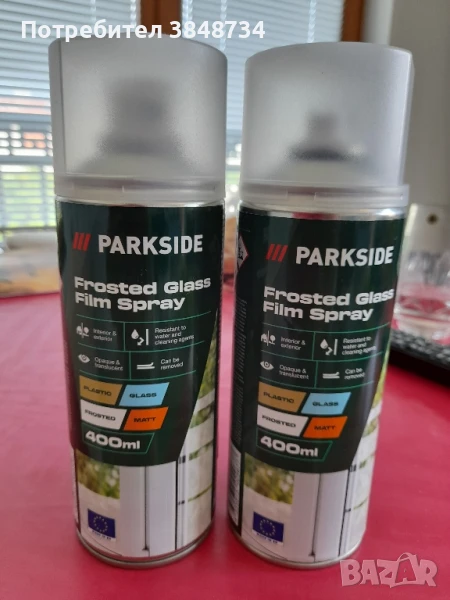 Потребител 3848734
PARKSIDE
Frosted Glass
Film Spray
Interior &
exterior
Resistant to
water and
cleaning agents
Opaque &
translucent
Can be
removed
PLASTIC
GLASS
FROSTED
MATT
400ml
PARKSIDE
Frosted Glass
Film Spray
Interior &
exterior
Resistant to
water and
cleaning agents
Opaque &
translucent
Can be
removed
PLASTIC
GLASS
FROSTED
MATT
400ml
BAZAR